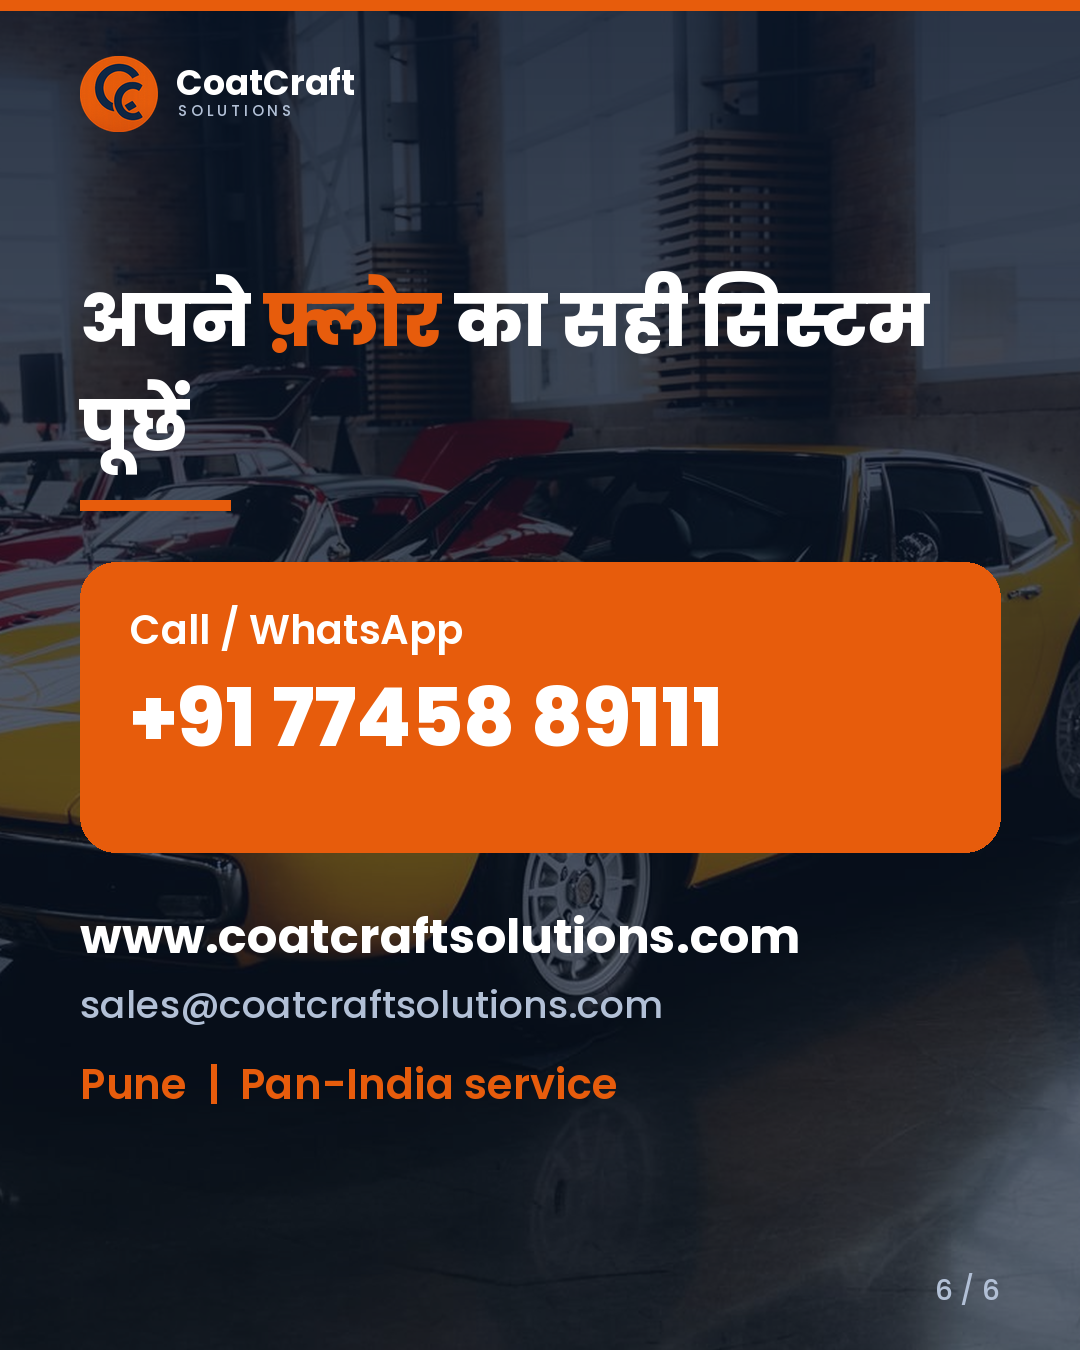 CoatCraft
SOLUTIONS
अपने फ़्लोर का सही सिस्टम
पूछें
Call / WhatsApp
+91 77458 89111
www.coatcraftsolutions.com
sales@coatcraftsolutions.com
Pune | Pan-India service
6 / 6